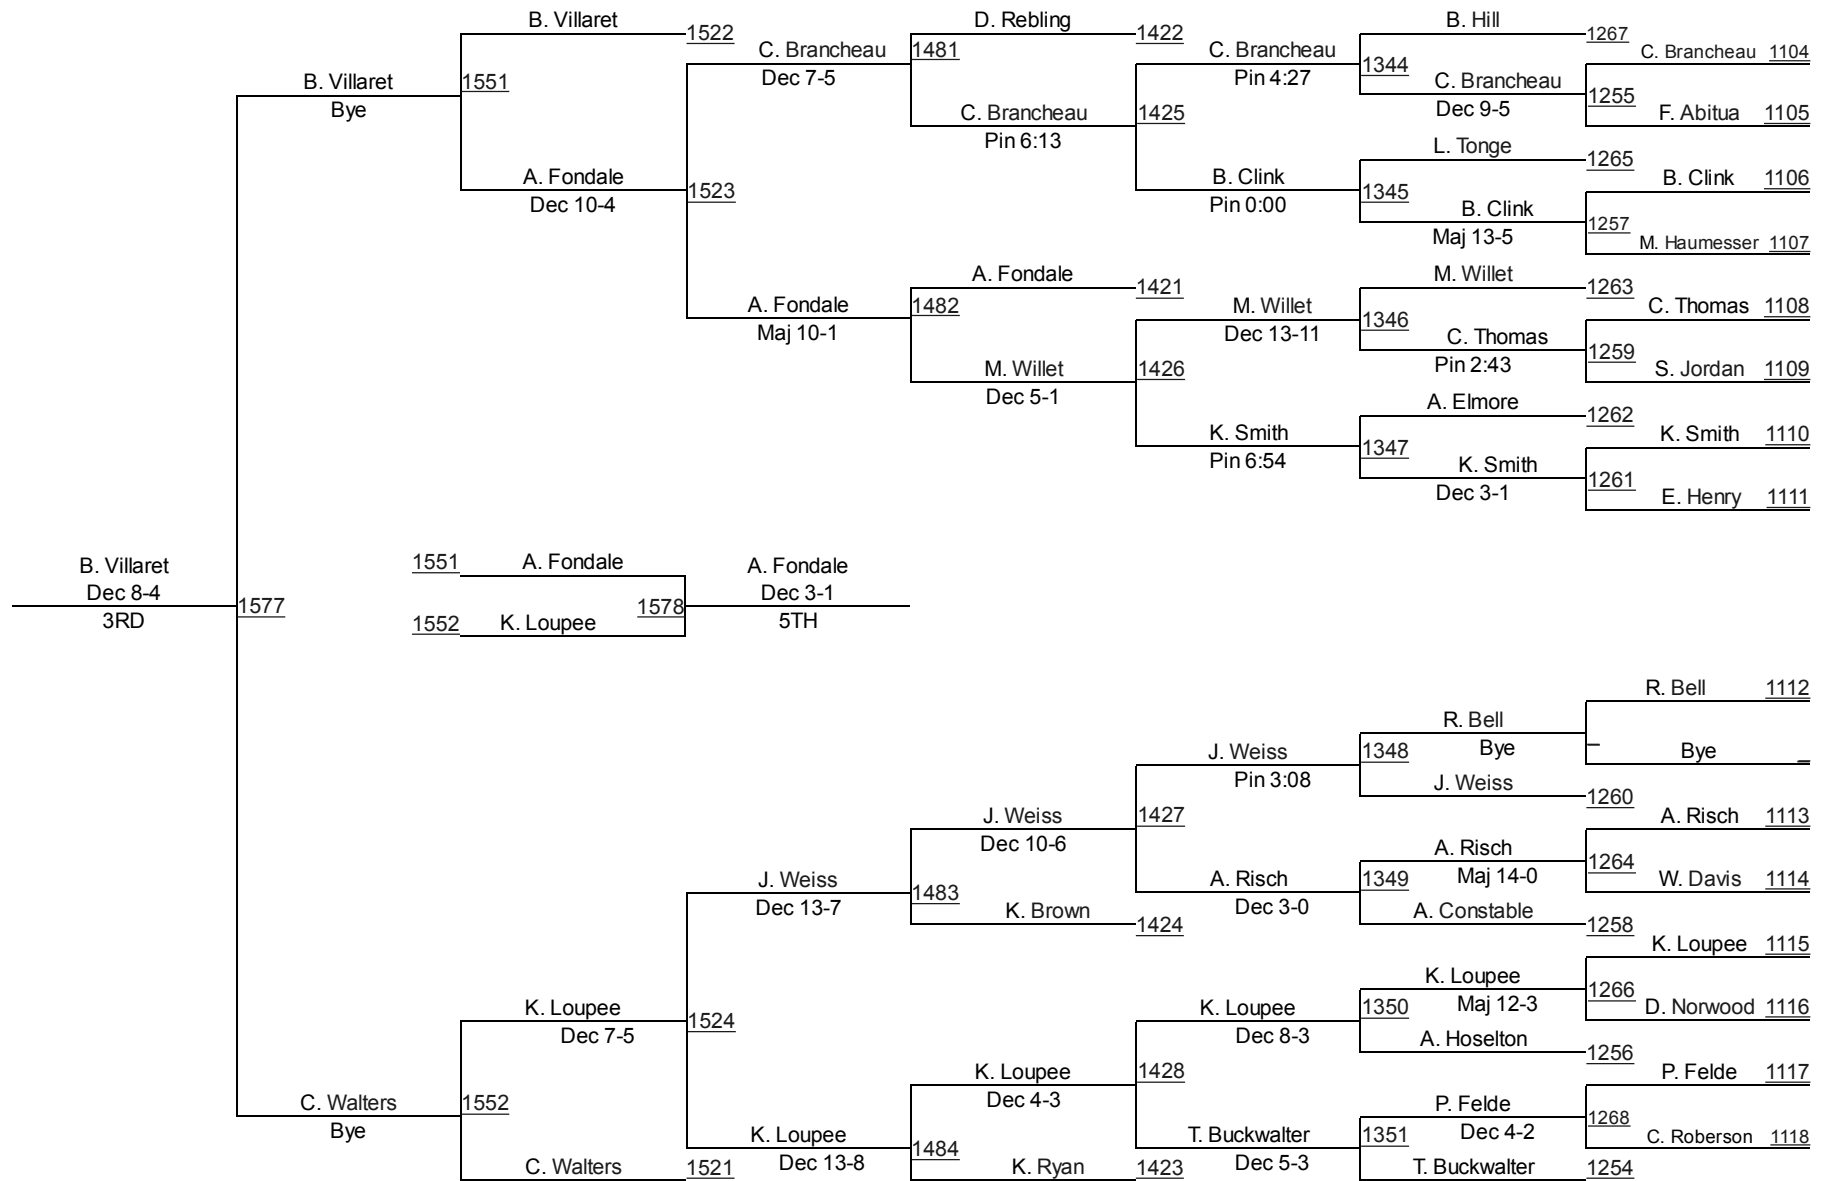 B. Villaret
D. Rebling
B. Hill
1522
1422
1267
C. Brancheau
1481
C. Brancheau
C. Brancheau 1104
Dec 7-5
Pin 4:27
1344
B. Villaret
1551
C. Brancheau
1255
Bye
C. Brancheau
1425
Dec 9-5
F. Abitua 1105
Pin 6:13
L. Tonge
1265
A. Fondale
B. Clink
B. Clink 1106
Dec 10-4
1523
Pin 0:00
1345
B. Clink
1257
Maj 13-5
M. Haumesser 1107
A. Fondale
1421
M. Willet
1263
A. Fondale
1482
M. Willet
C. Thomas 1108
Maj 10-1
Dec 13-11
1346
C. Thomas
1259
M. Willet
1426
Pin 2:43
S. Jordan 1109
Dec 5-1
A. Elmore
1262
K. Smith
K. Smith 1110
Pin 6:54
1347
K. Smith
1261
Dec 3-1
E. Henry 1111
B. Villaret
1551
A. Fondale
A. Fondale
Dec 8-4
Dec 3-1
3RD
1577
1552
K. Loupee
1578
5TH
R. Bell 1112
R. Bell
Bye
Bye
J. Weiss
1348
Pin 3:08
J. Weiss
1260
J. Weiss
1427
A. Risch 1113
Dec 10-6
A. Risch
1264
J. Weiss
A. Risch
1349
Maj 14-0
W. Davis 1114
Dec 13-7
1483
Dec 3-0
K. Brown
1424
A. Constable
1258
K. Loupee 1115
K. Loupee
K. Loupee
K. Loupee
1266
Dec 7-5
1524
Dec 8-3
1350
Maj 12-3
D. Norwood 1116
A. Hoselton
1256
K. Loupee
1428
P. Felde 1117
C. Walters
1552
Dec 4-3
P. Felde
1268
Bye
K. Loupee
T. Buckwalter
1351
Dec 4-2
C. Roberson 1118
Dec 13-8
1484
Dec 5-3
C. Walters
1521
K. Ryan
1423
T. Buckwalter
1254